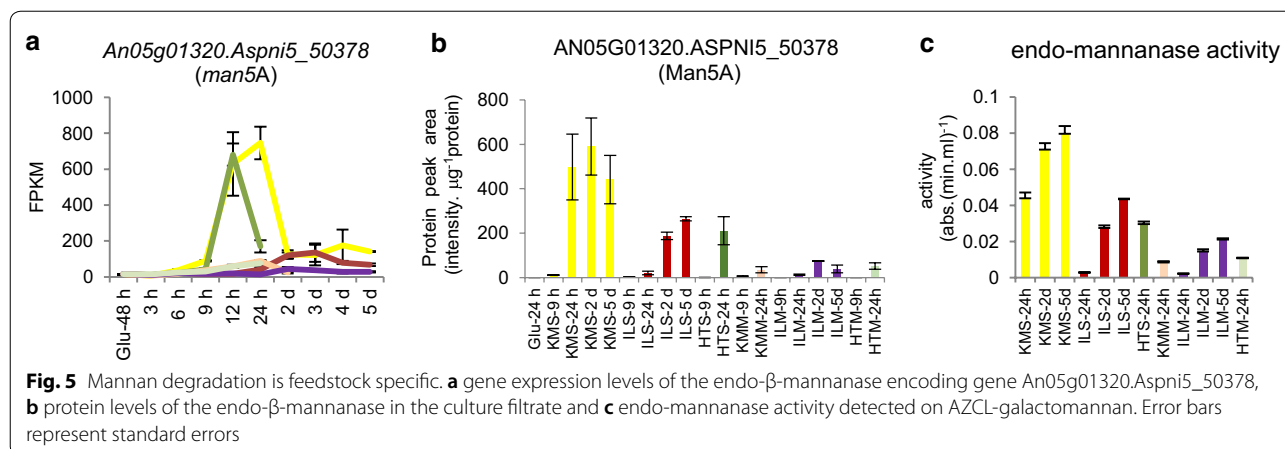 a
An05g01320.Aspni5_50378
(man5A)
FPKM
1000
800
600
400
200
0
Glu-48 h
3 h
6 h
9 h
12 h
24 h
2 d
3 d
4 d
5 d
b
AN05G01320.ASPNI5_50378
(Man5A)
Protein peak area
(intensity. µg⁻¹protein)
800
600
400
200
0
Glu-24 h
KMS-9 h
KMS-24 h
KMS-2 d
KMS-5 d
ILS-9 h
ILS-24 h
ILS-2 d
ILS-5 d
HTS-9 h
HTS-24 h
KMM-9 h
KMM-24h
ILM-9h
ILM-24h
ILM-2d
ILM-5d
HTM-9h
HTM-24h
c
endo-mannanase activity
activity
(abs.(min.ml)⁻¹)
0.1
0.08
0.06
0.04
0.02
0
KMS-24h
KMS-2d
KMS-5d
ILS-24h
ILS-2d
ILS-5d
HTS-24h
KMM-24h
ILM-24h
ILM-2d
ILM-5d
HTM-24h
Fig. 5 Mannan degradation is feedstock specific. a gene expression levels of the endo-β-mannanase encoding gene An05g01320.Aspni5_50378,
b protein levels of the endo-β-mannanase in the culture filtrate and c endo-mannanase activity detected on AZCL-galactomannan. Error bars
represent standard errors